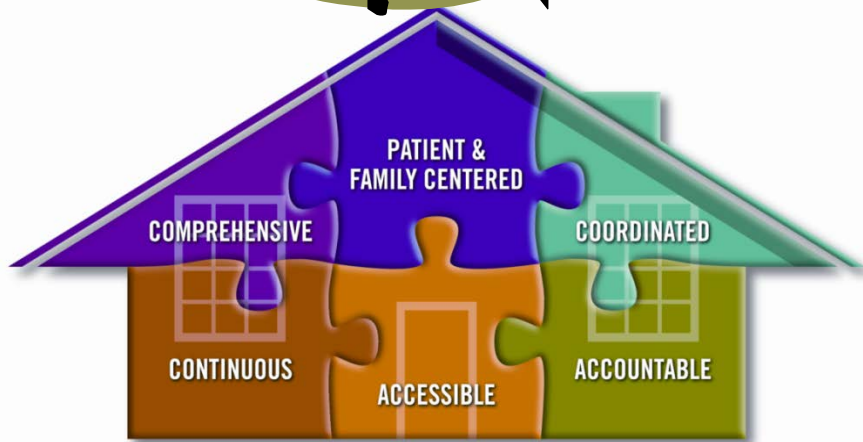 PATIENT &
FAMILY CENTERED
COMPREHENSIVE
COORDINATED
CONTINUOUS
ACCESSIBLE
ACCOUNTABLE